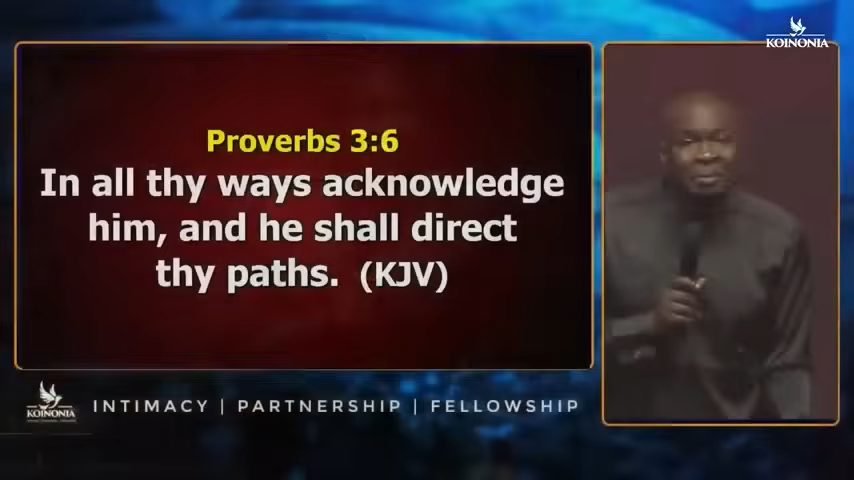 KOINONIA
Proverbs 3:6
In all thy ways acknowledge
him, and he shall direct
thy paths. (KJV)
KOINONIA
INTIMACY | PARTNERSHIP | FELLOWSHIP